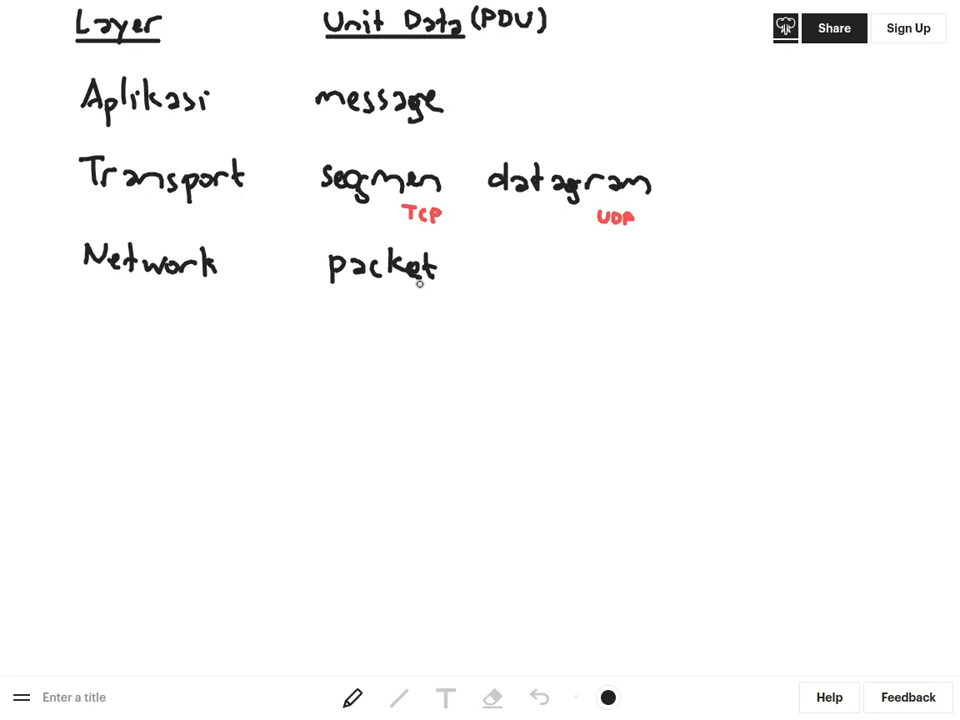 Layer Unit Data (PDU)
Share Sign Up
Aplikasi message
Transport segmen datagram
TCP UDP
Network packet
Enter a title T Help Feedback